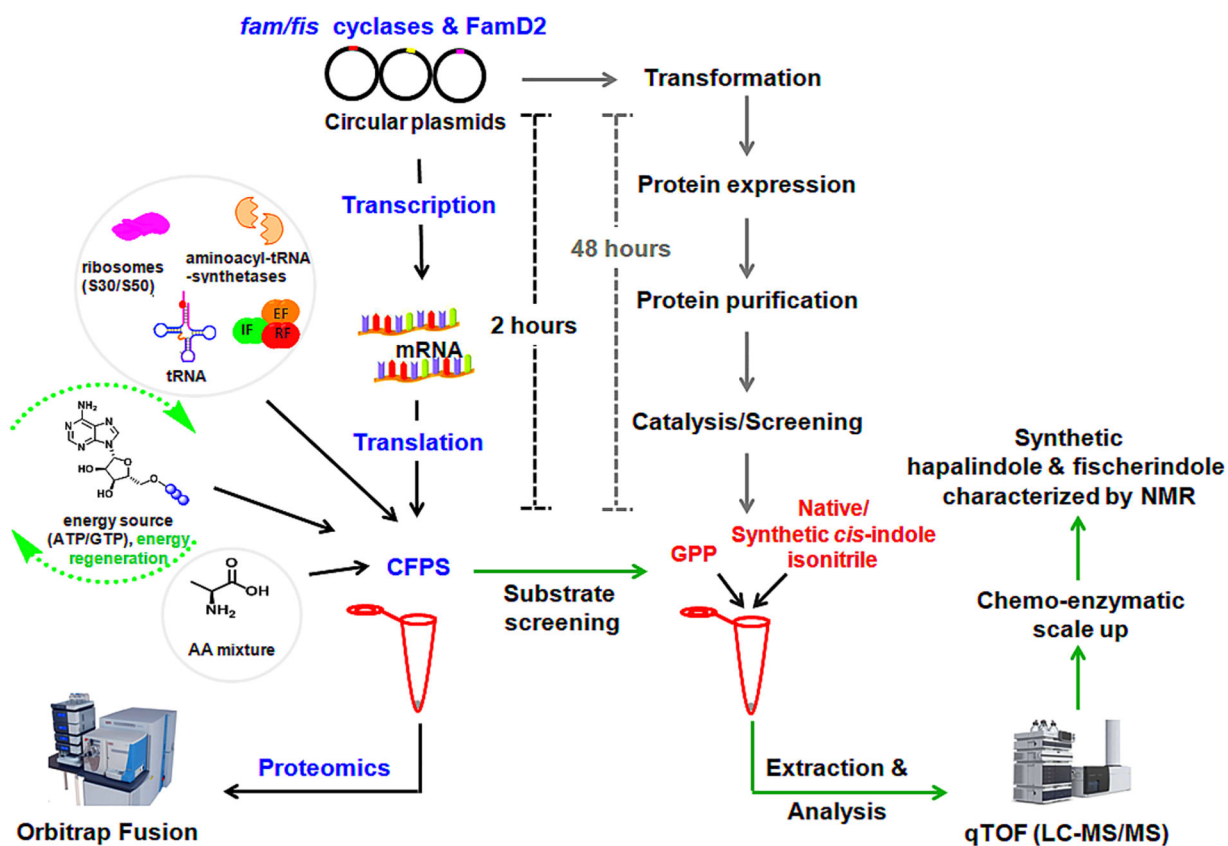 fam/fis cyclases & FamD2
Circular plasmids
Transcription
mRNA
Translation
CFPS
2 hours
48 hours
Transformation
Protein expression
Protein purification
Catalysis/Screening
ribosomes
(S30/S50)
aminoacyl-tRNA
-synthetases
tRNA
IF
EF
RF
NH2
N
N
N
N
O
O
HO
OH
energy source
(ATP/GTP), energy
regeneration
O
OH
NH2
AA mixture
Substrate
screening
GPP
Native/
Synthetic cis-indole
isonitrile
Proteomics
Orbitrap Fusion
Extraction &
Analysis
qTOF (LC-MS/MS)
Chemo-enzymatic
scale up
Synthetic
hapalindole & fischerindole
characterized by NMR